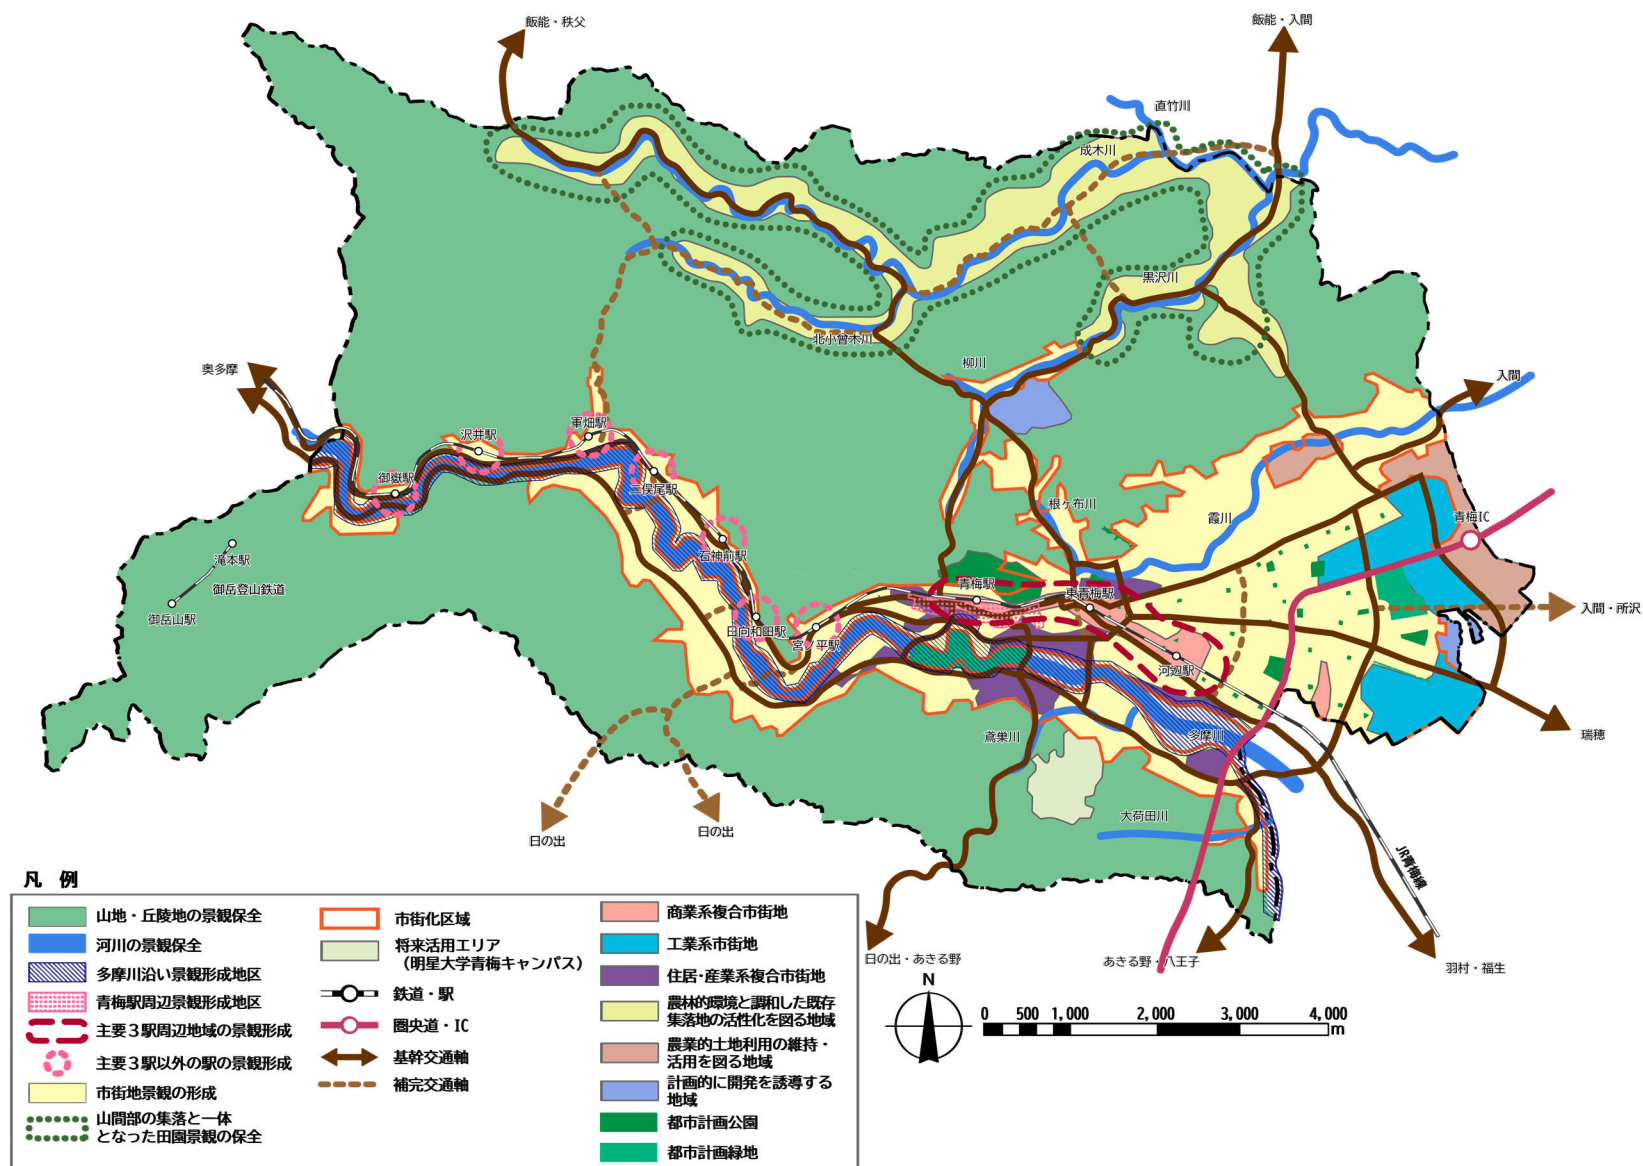 飯能・秩父
飯能・入間
直竹川
成木川
黒沢川
北小曾木川
柳川
奥多摩
入間
沢井駅
軍畑駅
御嶽駅
二俣尾駅
根ヶ布川
霞川
青梅IC
石神前駅
滝本駅
御岳登山鉄道
御岳山駅
青梅駅
東青梅駅
入間・所沢
日向和田駅
宮ノ平駅
河辺駅
鳶巣川
多摩川
瑞穂
日の出
日の出
大荷田川
JR青梅線
日の出・あきる野
あきる野・八王子
羽村・福生
凡 例
山地・丘陵地の景観保全
河川の景観保全
多摩川沿い景観形成地区
青梅駅周辺景観形成地区
主要3駅周辺地域の景観形成
主要3駅以外の駅の景観形成
市街地景観の形成
山間部の集落と一体
となった田園景観の保全
市街化区域
将来活用エリア
(明星大学青梅キャンパス)
鉄道・駅
圏央道・IC
基幹交通軸
補完交通軸
商業系複合市街地
工業系市街地
住居・産業系複合市街地
農林的環境と調和した既存
集落地の活性化を図る地域
農業的土地利用の維持・
活用を図る地域
計画的に開発を誘導する
地域
都市計画公園
都市計画緑地
N
0 500 1,000 2,000 3,000 4,000
m